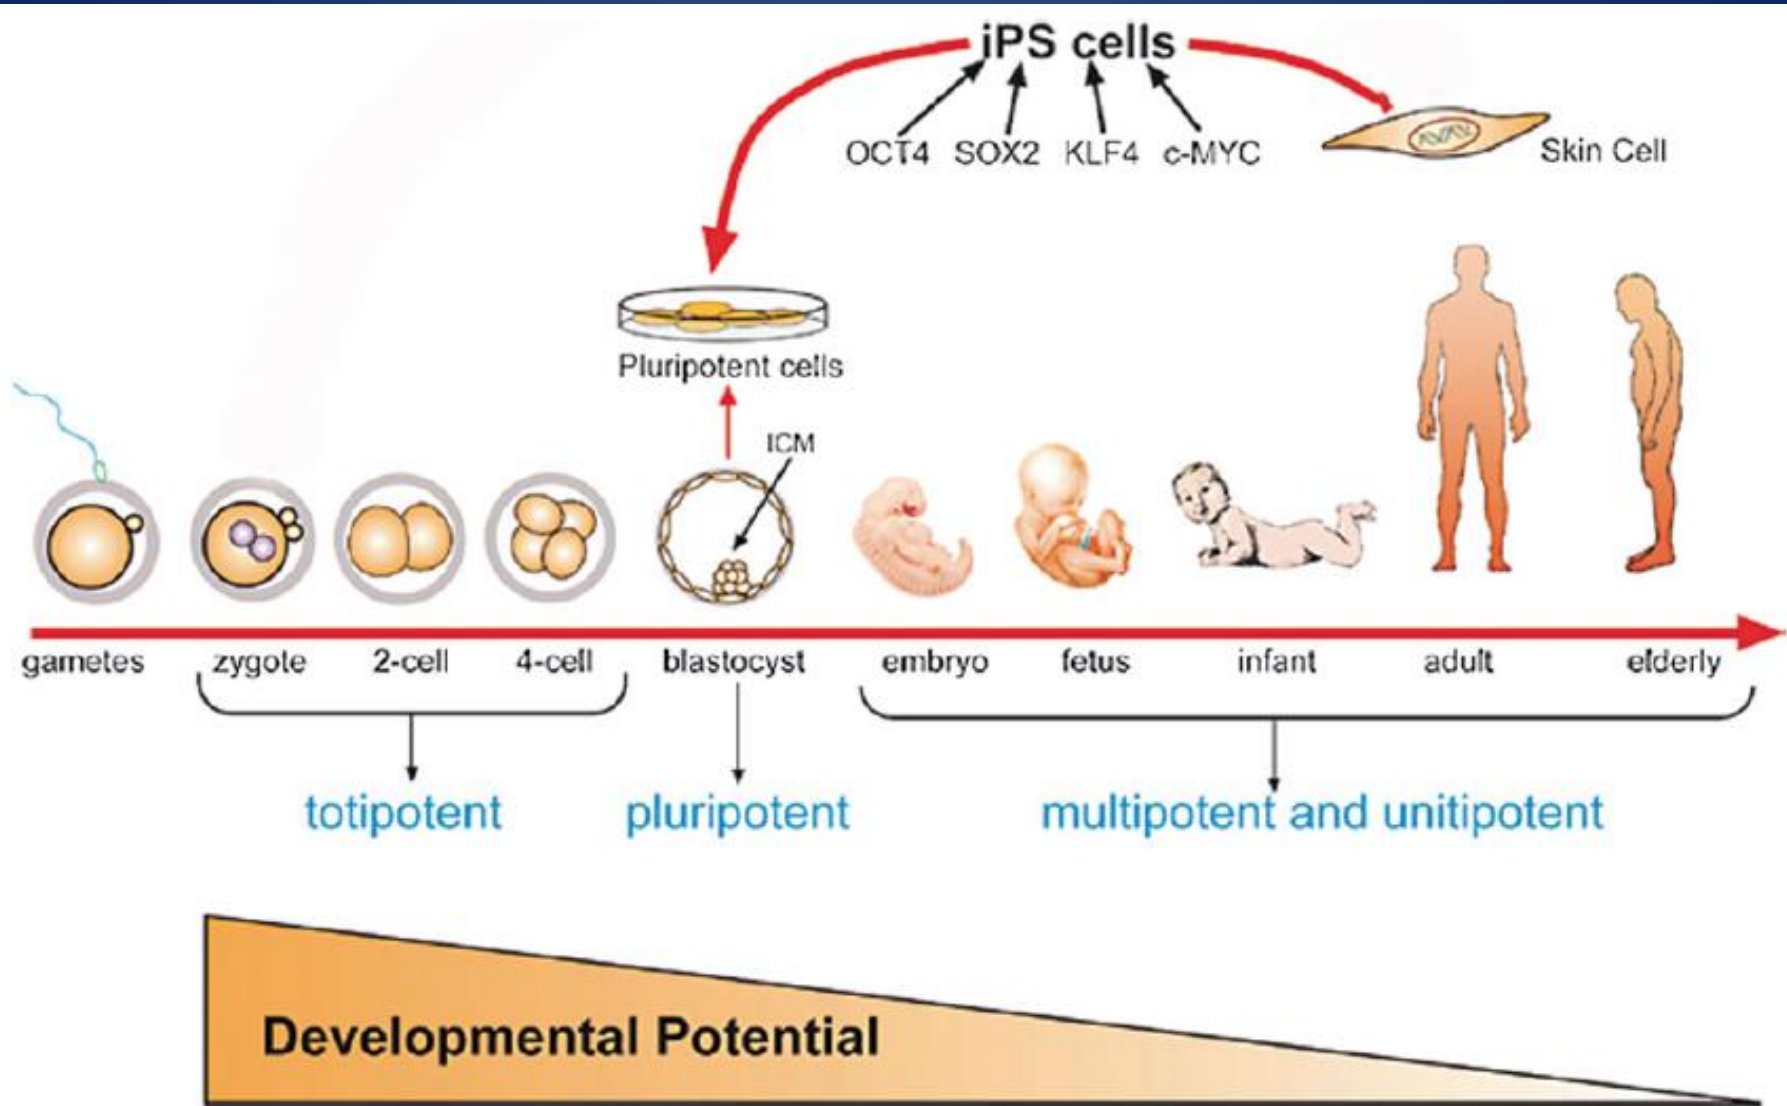 iPS cells
OCT4 SOX2 KLF4 c-MYC
Skin Cell
Pluripotent cells
ICM
gametes zygote 2-cell 4-cell blastocyst embryo fetus infant adult elderly
totipotent pluripotent multipotent and unitipotent
Developmental Potential